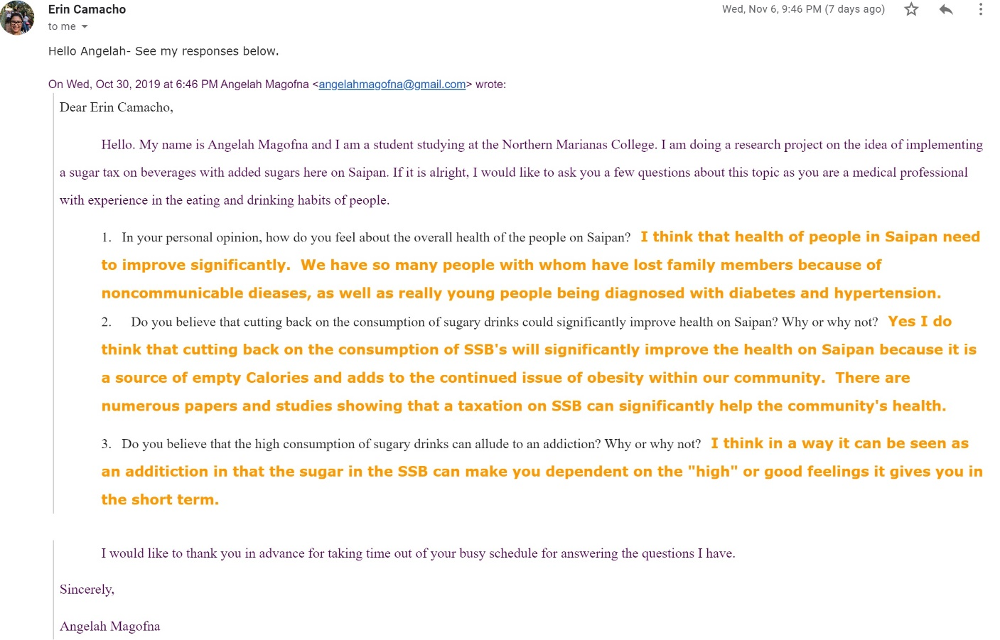 Erin Camacho
Wed, Nov 6, 9:46 PM (7 days ago)
to me
Hello Angelah- See my responses below.
On Wed, Oct 30, 2019 at 6:46 PM Angelah Magofna <angelahmagofna@gmail.com> wrote:
Dear Erin Camacho,
Hello. My name is Angelah Magofna and I am a student studying at the Northern Marianas College. I am doing a research project on the idea of implementing
a sugar tax on beverages with added sugars here on Saipan. If it is alright, I would like to ask you a few questions about this topic as you are a medical professional
with experience in the eating and drinking habits of people.
1. In your personal opinion, how do you feel about the overall health of the people on Saipan? I think that health of people in Saipan need
to improve significantly. We have so many people with whom have lost family members because of
noncommunicable dieases, as well as really young people being diagnosed with diabetes and hypertension.
2. Do you believe that cutting back on the consumption of sugary drinks could significantly improve health on Saipan? Why or why not? Yes I do
think that cutting back on the consumption of SSB's will significantly improve the health on Saipan because it is
a source of empty Calories and adds to the continued issue of obesity within our community. There are
numerous papers and studies showing that a taxation on SSB can significantly help the community's health.
3. Do you believe that the high consumption of sugary drinks can allude to an addiction? Why or why not? I think in a way it can be seen as
an additiction in that the sugar in the SSB can make you dependent on the "high" or good feelings it gives you in
the short term.
I would like to thank you in advance for taking time out of your busy schedule for answering the questions I have.
Sincerely,
Angelah Magofna